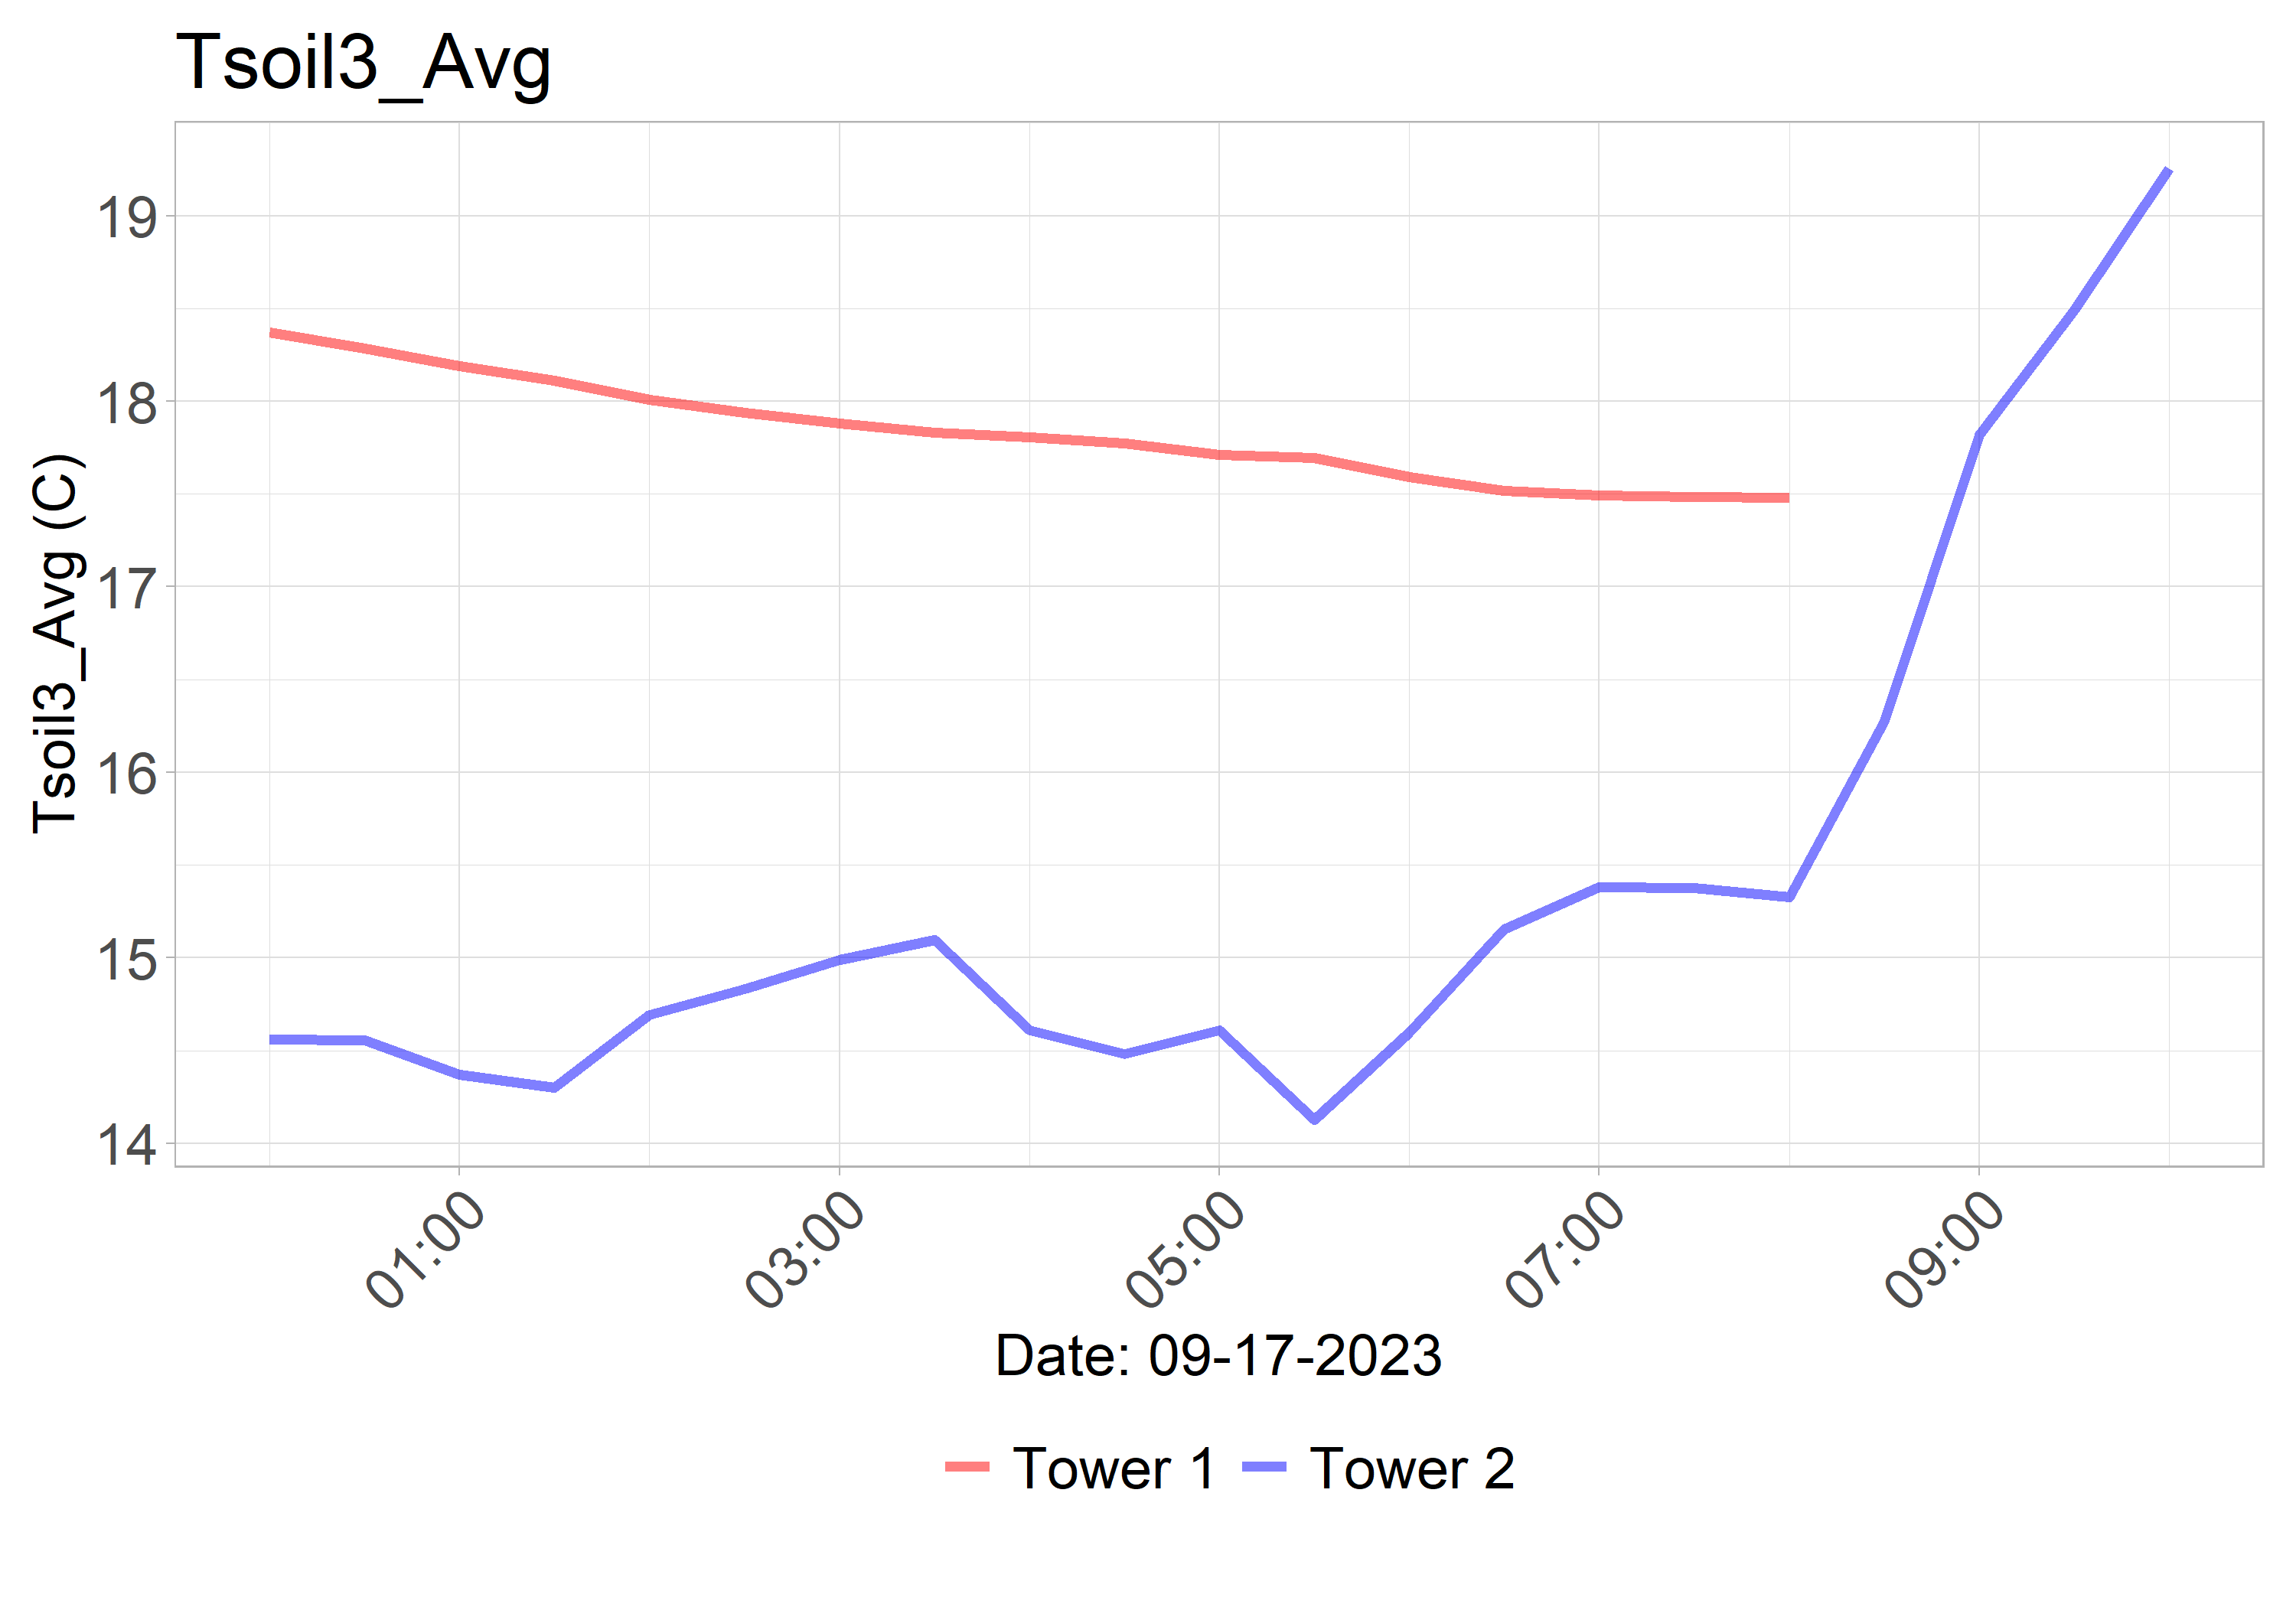 Tsoil3_Avg
Tsoil3_Avg (C)
19
18
17
16
15
14
01:00
03:00
05:00
07:00
09:00
Date: 09-17-2023
Tower 1
Tower 2